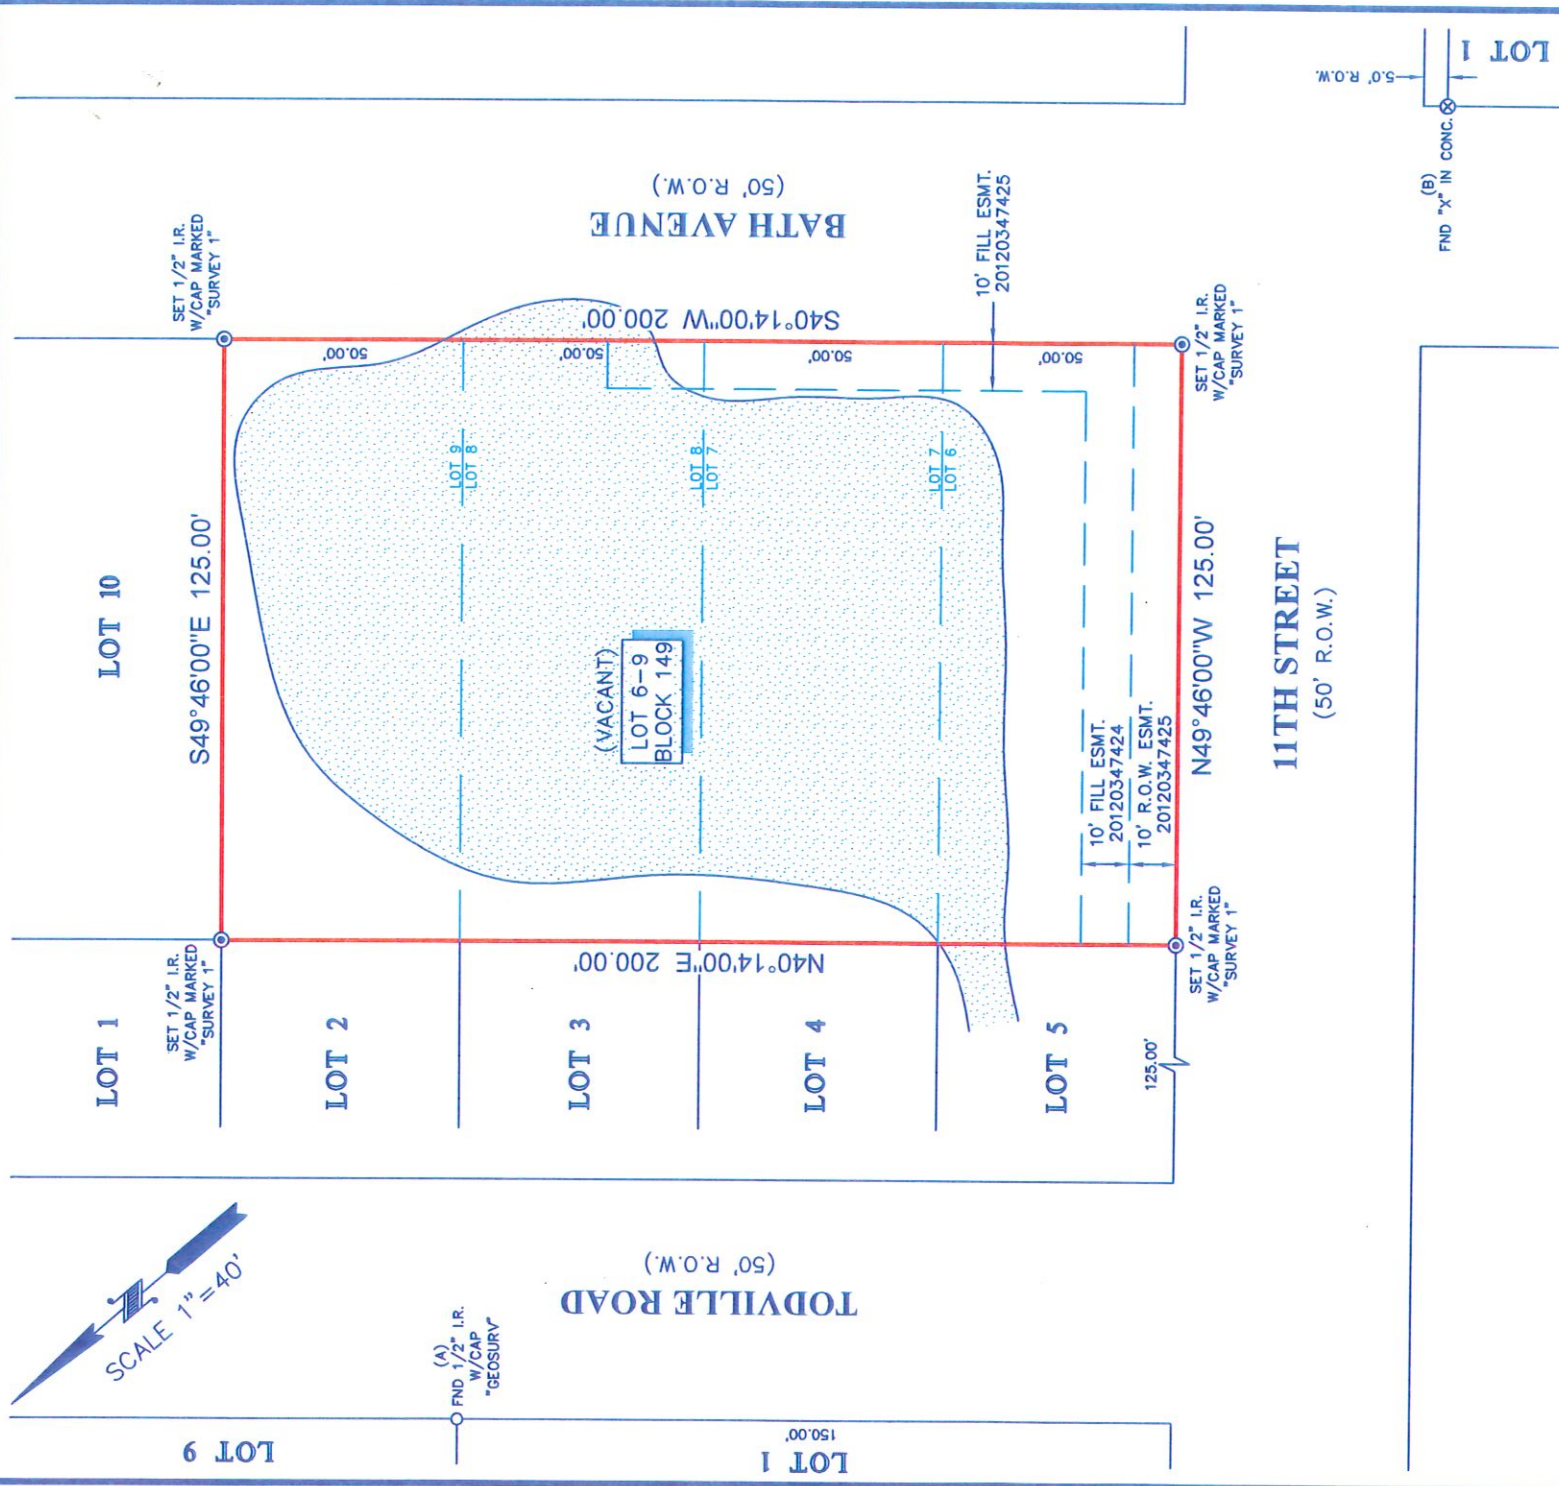 LOT 1
5.0' R.O.W.
FND "x" IN CONC.
(B)
BATH AVENUE
(50' R.O.W.)
SET 1/2" I.R.
W/CAP MARKED
"SURVEY 1"
10' FILL ESMT.
20120347425
S40°14'00"W 200.00'
50.00'
50.00'
50.00'
50.00'
SET 1/2" I.R.
W/CAP MARKED
"SURVEY 1"
LOT 10
S49°46'00"E 125.00'
LOT 9
LOT 8
LOT 8
LOT 7
LOT 7
LOT 6
(VACANT)
LOT 6-9
BLOCK 149
10' FILL ESMT.
20120347424
10' R.O.W. ESMT.
20120347425
N49°46'00"W 125.00'
11TH STREET
(50' R.O.W.)
SET 1/2" I.R.
W/CAP MARKED
"SURVEY 1"
N40°14'00"E 200.00'
SET 1/2" I.R.
W/CAP MARKED
"SURVEY 1"
LOT 1
LOT 2
LOT 3
LOT 4
LOT 5
125.00'
SCALE 1"=40'
TODVILLE ROAD
(50' R.O.W.)
(A)
FND 1/2" I.R.
W/CAP
"GEOSURV"
LOT 9
LOT 1
150.00'